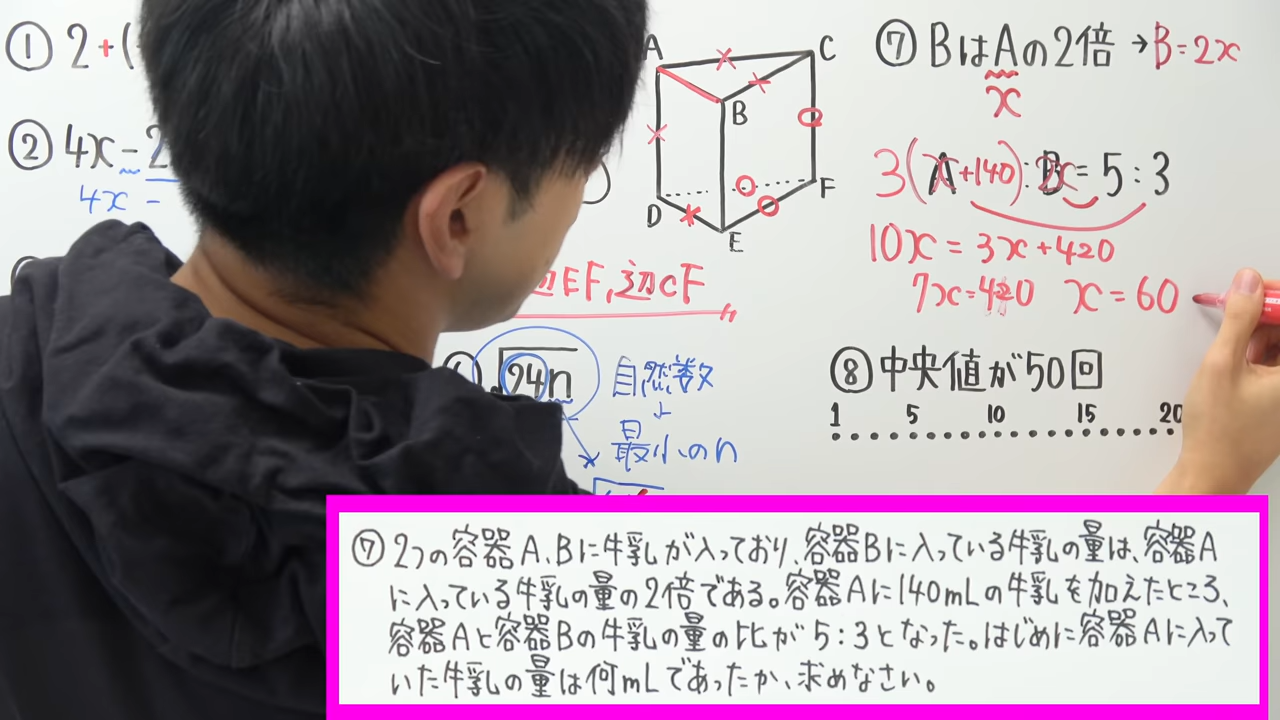 ① 2+(
② 4x-2
4x-
A
C
B
D
F
E
辺EF,辺CF
√24n
自然数
最小のn
⑦ BはAの2倍 →B=2x
x
3(x+140):2x=5:3
10x=3x+420
7x=420 x=60
⑧ 中央値が50回
1 5 10 15 20
⑦ 2つの容器A、Bに牛乳が入っており、容器Bに入っている牛乳の量は、容器A
に入っている牛乳の量の2倍である。容器Aに140mLの牛乳を加えたところ、
容器Aと容器Bの牛乳の量の比が5:3となった。はじめに容器Aに入って
いた牛乳の量は何mLであったか、求めなさい。